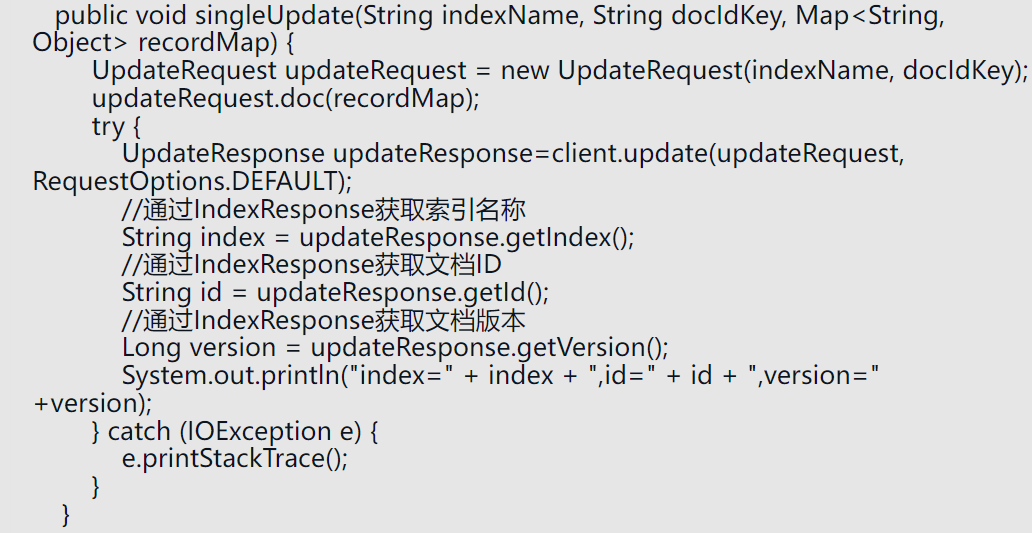 public void singleUpdate(String indexName, String docIdKey, Map<String,
Object> recordMap) {
UpdateRequest updateRequest = new UpdateRequest(indexName, docIdKey);
updateRequest.doc(recordMap);
try {
UpdateResponse updateResponse=client.update(updateRequest,
RequestOptions.DEFAULT);
//通过IndexResponse获取索引名称
String index = updateResponse.getIndex();
//通过IndexResponse获取文档ID
String id = updateResponse.getId();
//通过IndexResponse获取文档版本
Long version = updateResponse.getVersion();
System.out.println("index=" + index + ",id=" + id + ",version="
+version);
} catch (IOException e) {
e.printStackTrace();
}
}